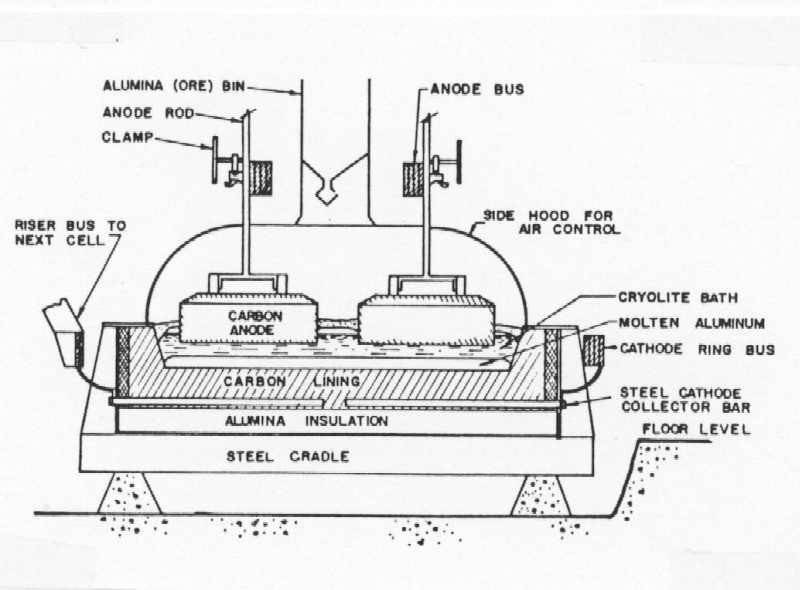 ALUMINA (ORE) BIN
ANODE ROD
CLAMP
ANODE BUS
RISER BUS TO
NEXT CELL
SIDE HOOD FOR
AIR CONTROL
CARBON
ANODE
CRYOLITE BATH
MOLTEN ALUMINUM
CATHODE RING BUS
CARBON LINING
STEEL CATHODE
COLLECTOR BAR
ALUMINA INSULATION
FLOOR LEVEL
STEEL CRADLE